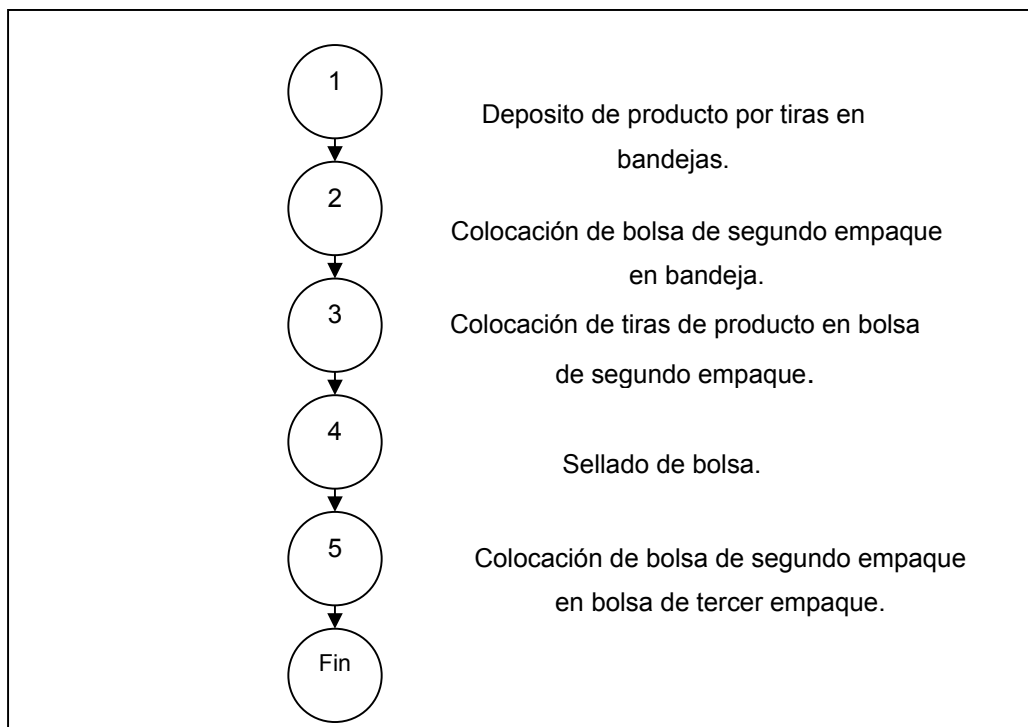 1
Deposito de producto por tiras en
bandejas.
2
Colocación de bolsa de segundo empaque
en bandeja.
3
Colocación de tiras de producto en bolsa
de segundo empaque.
4
Sellado de bolsa.
5
Colocación de bolsa de segundo empaque
en bolsa de tercer empaque.
Fin